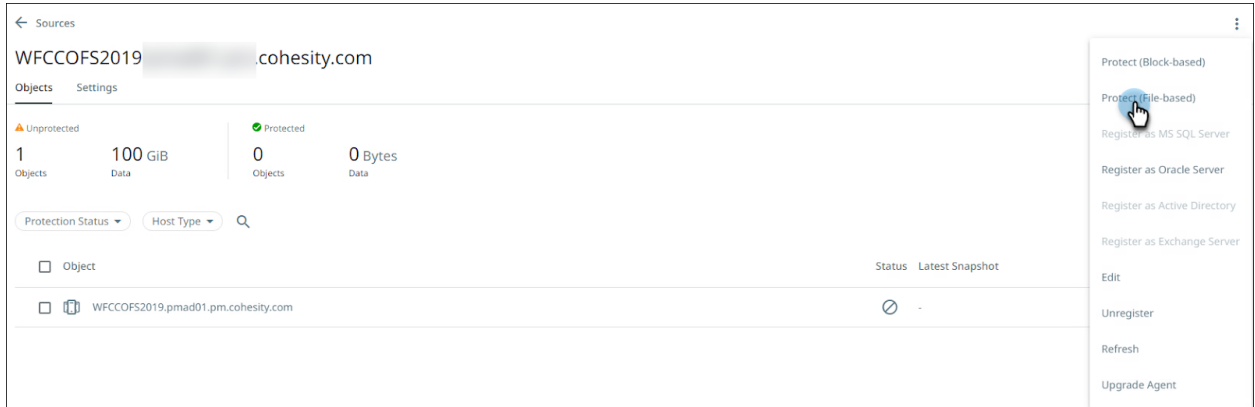 Sources
WFCCOFS2019 .cohesity.com
Objects Settings
Unprotected
1 100 GiB
Objects Data
Protected
0 0 Bytes
Objects Data
Protection Status Host Type
Object Status Latest Snapshot
WFCCOFS2019.pmad01.pm.cohesity.com -
Protect (Block-based)
Protect (File-based)
Register as MS SQL Server
Register as Oracle Server
Register as Active Directory
Register as Exchange Server
Edit
Unregister
Refresh
Upgrade Agent